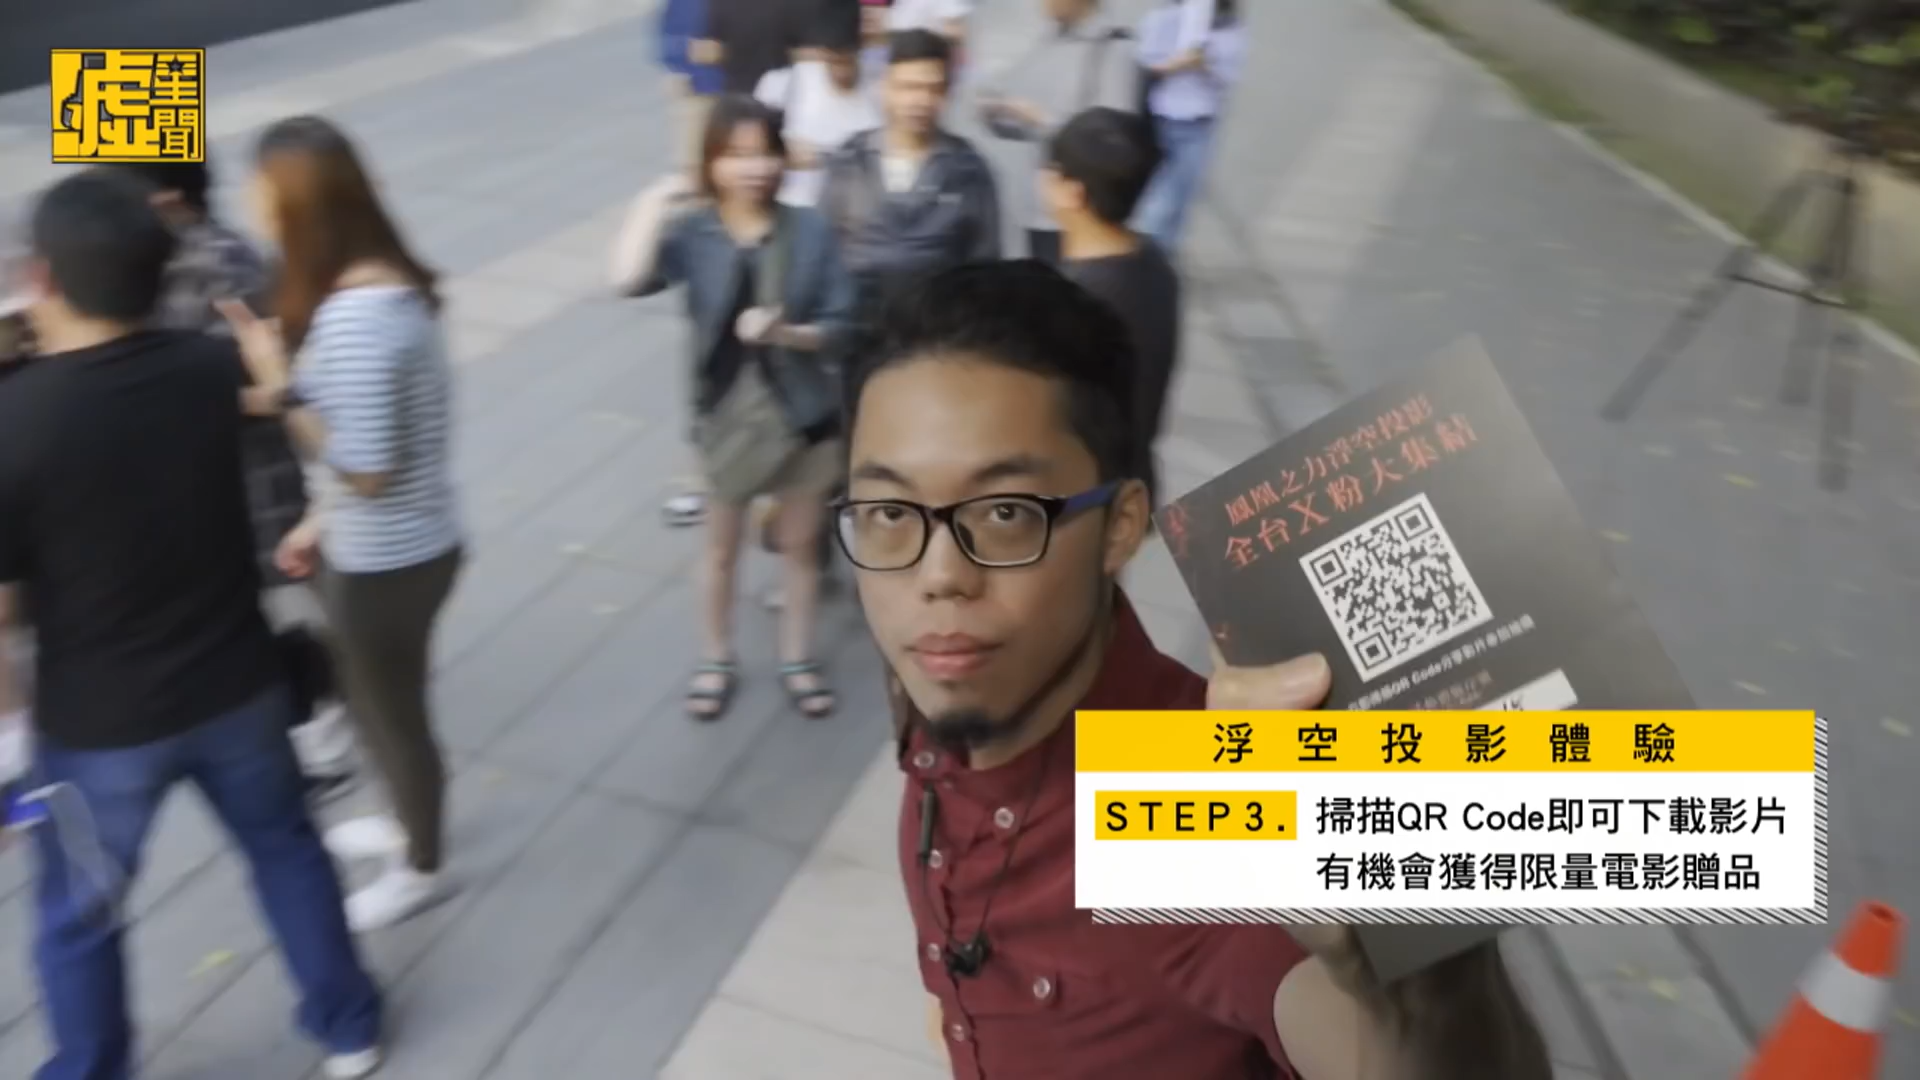 噓星聞
鳳凰之力浮空投影
全台X粉大集結
浮空投影體驗
STEP3.
掃描QR Code即可下載影片
有機會獲得限量電影贈品